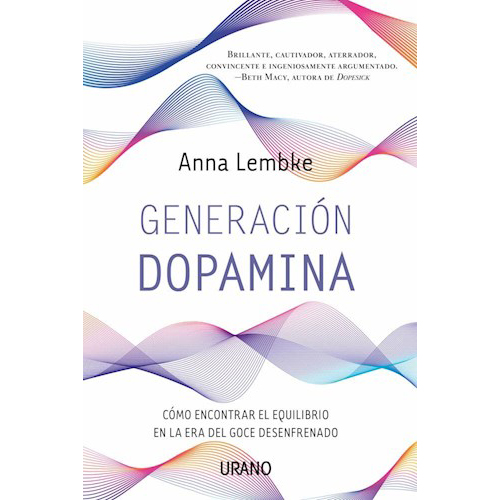 BRILLANTE, CAUTIVADOR, ATERRADOR,
CONVINCENTE E INGENIOSAMENTE ARGUMENTADO.
—BETH MACY, AUTORA DE DOPESICK
Anna Lembke
GENERACIÓN
DOPAMINA
CÓMO ENCONTRAR EL EQUILIBRIO
EN LA ERA DEL GOCE DESENFRENADO
URANO